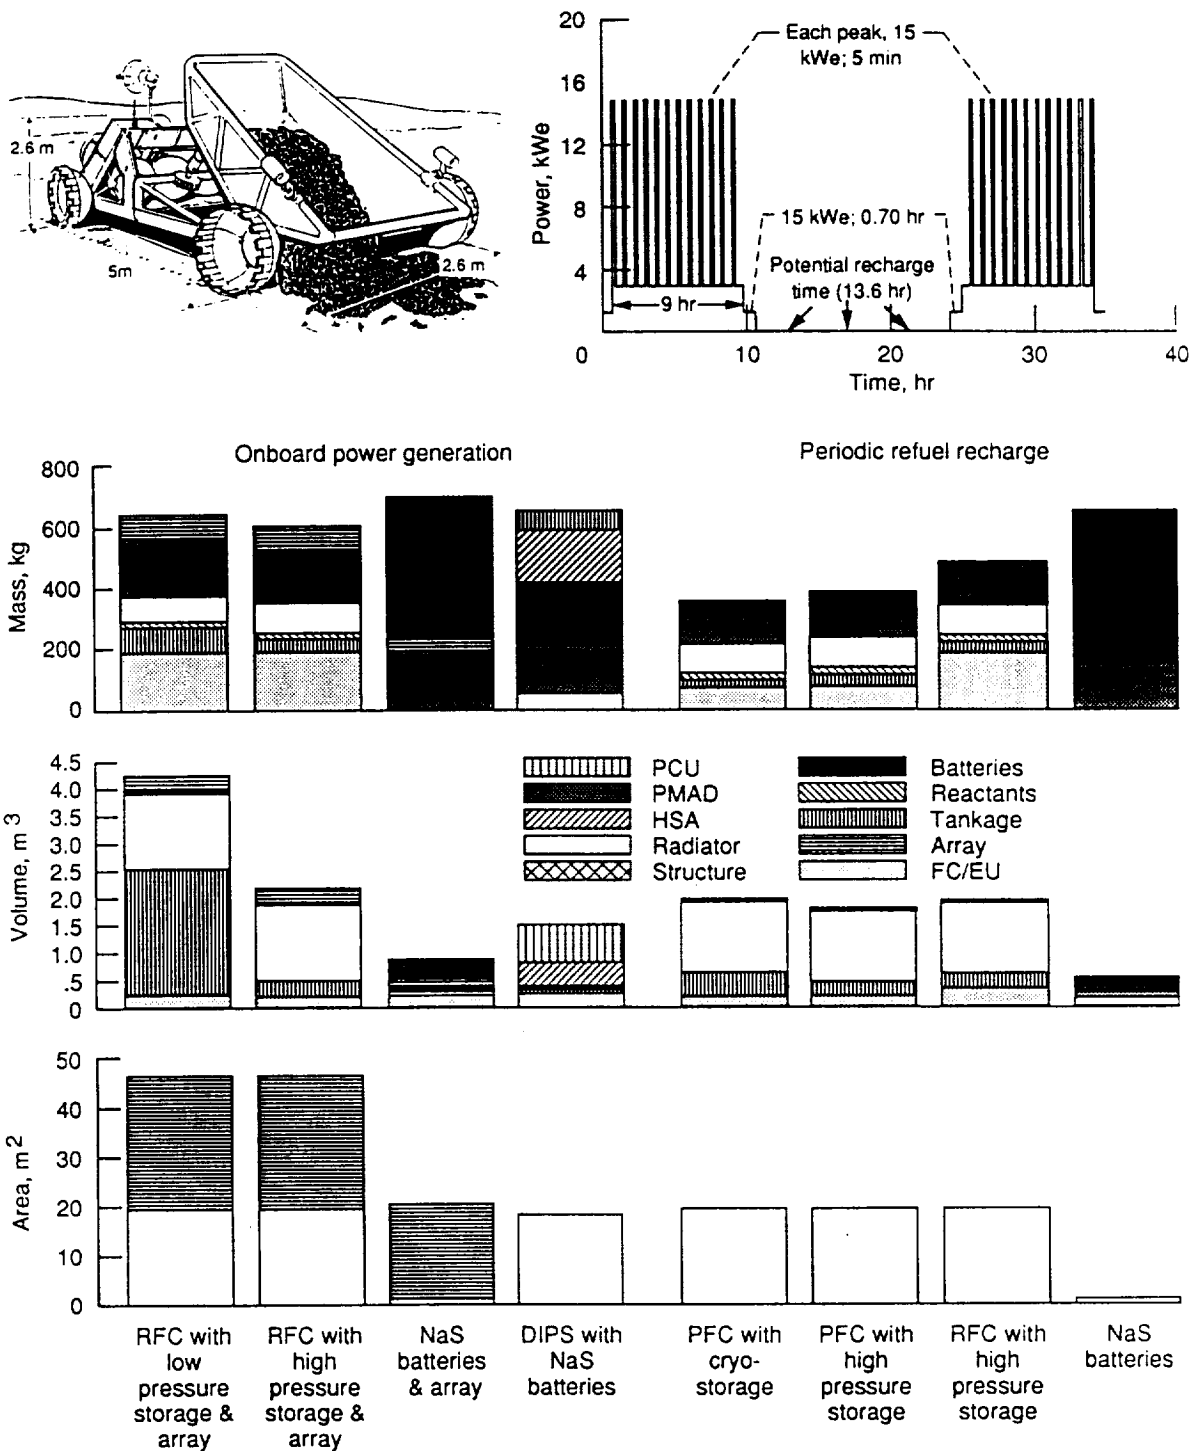 2.6 m
5m
2.6 m
20
16
12
8
4
0
Power, kWe
Each peak, 15
kWe; 5 min
15 kWe; 0.70 hr
Potential recharge
time (13.6 hr)
9 hr
10
20
30
40
Time, hr
Onboard power generation
Periodic refuel recharge
800
600
400
200
0
Mass, kg
4.5
4.0
3.5
3.0
2.5
2.0
1.5
1.0
.5
0
Volume, m3
PCU
PMAD
HSA
Radiator
Structure
Batteries
Reactants
Tankage
Array
FC/EU
50
40
30
20
10
0
Area, m2
RFC with
low
pressure
storage &
array
RFC with
high
pressure
storage &
array
NaS
batteries
& array
DIPS with
NaS
batteries
PFC with
cryo-
storage
PFC with
high
pressure
storage
RFC with
high
pressure
storage
NaS
batteries